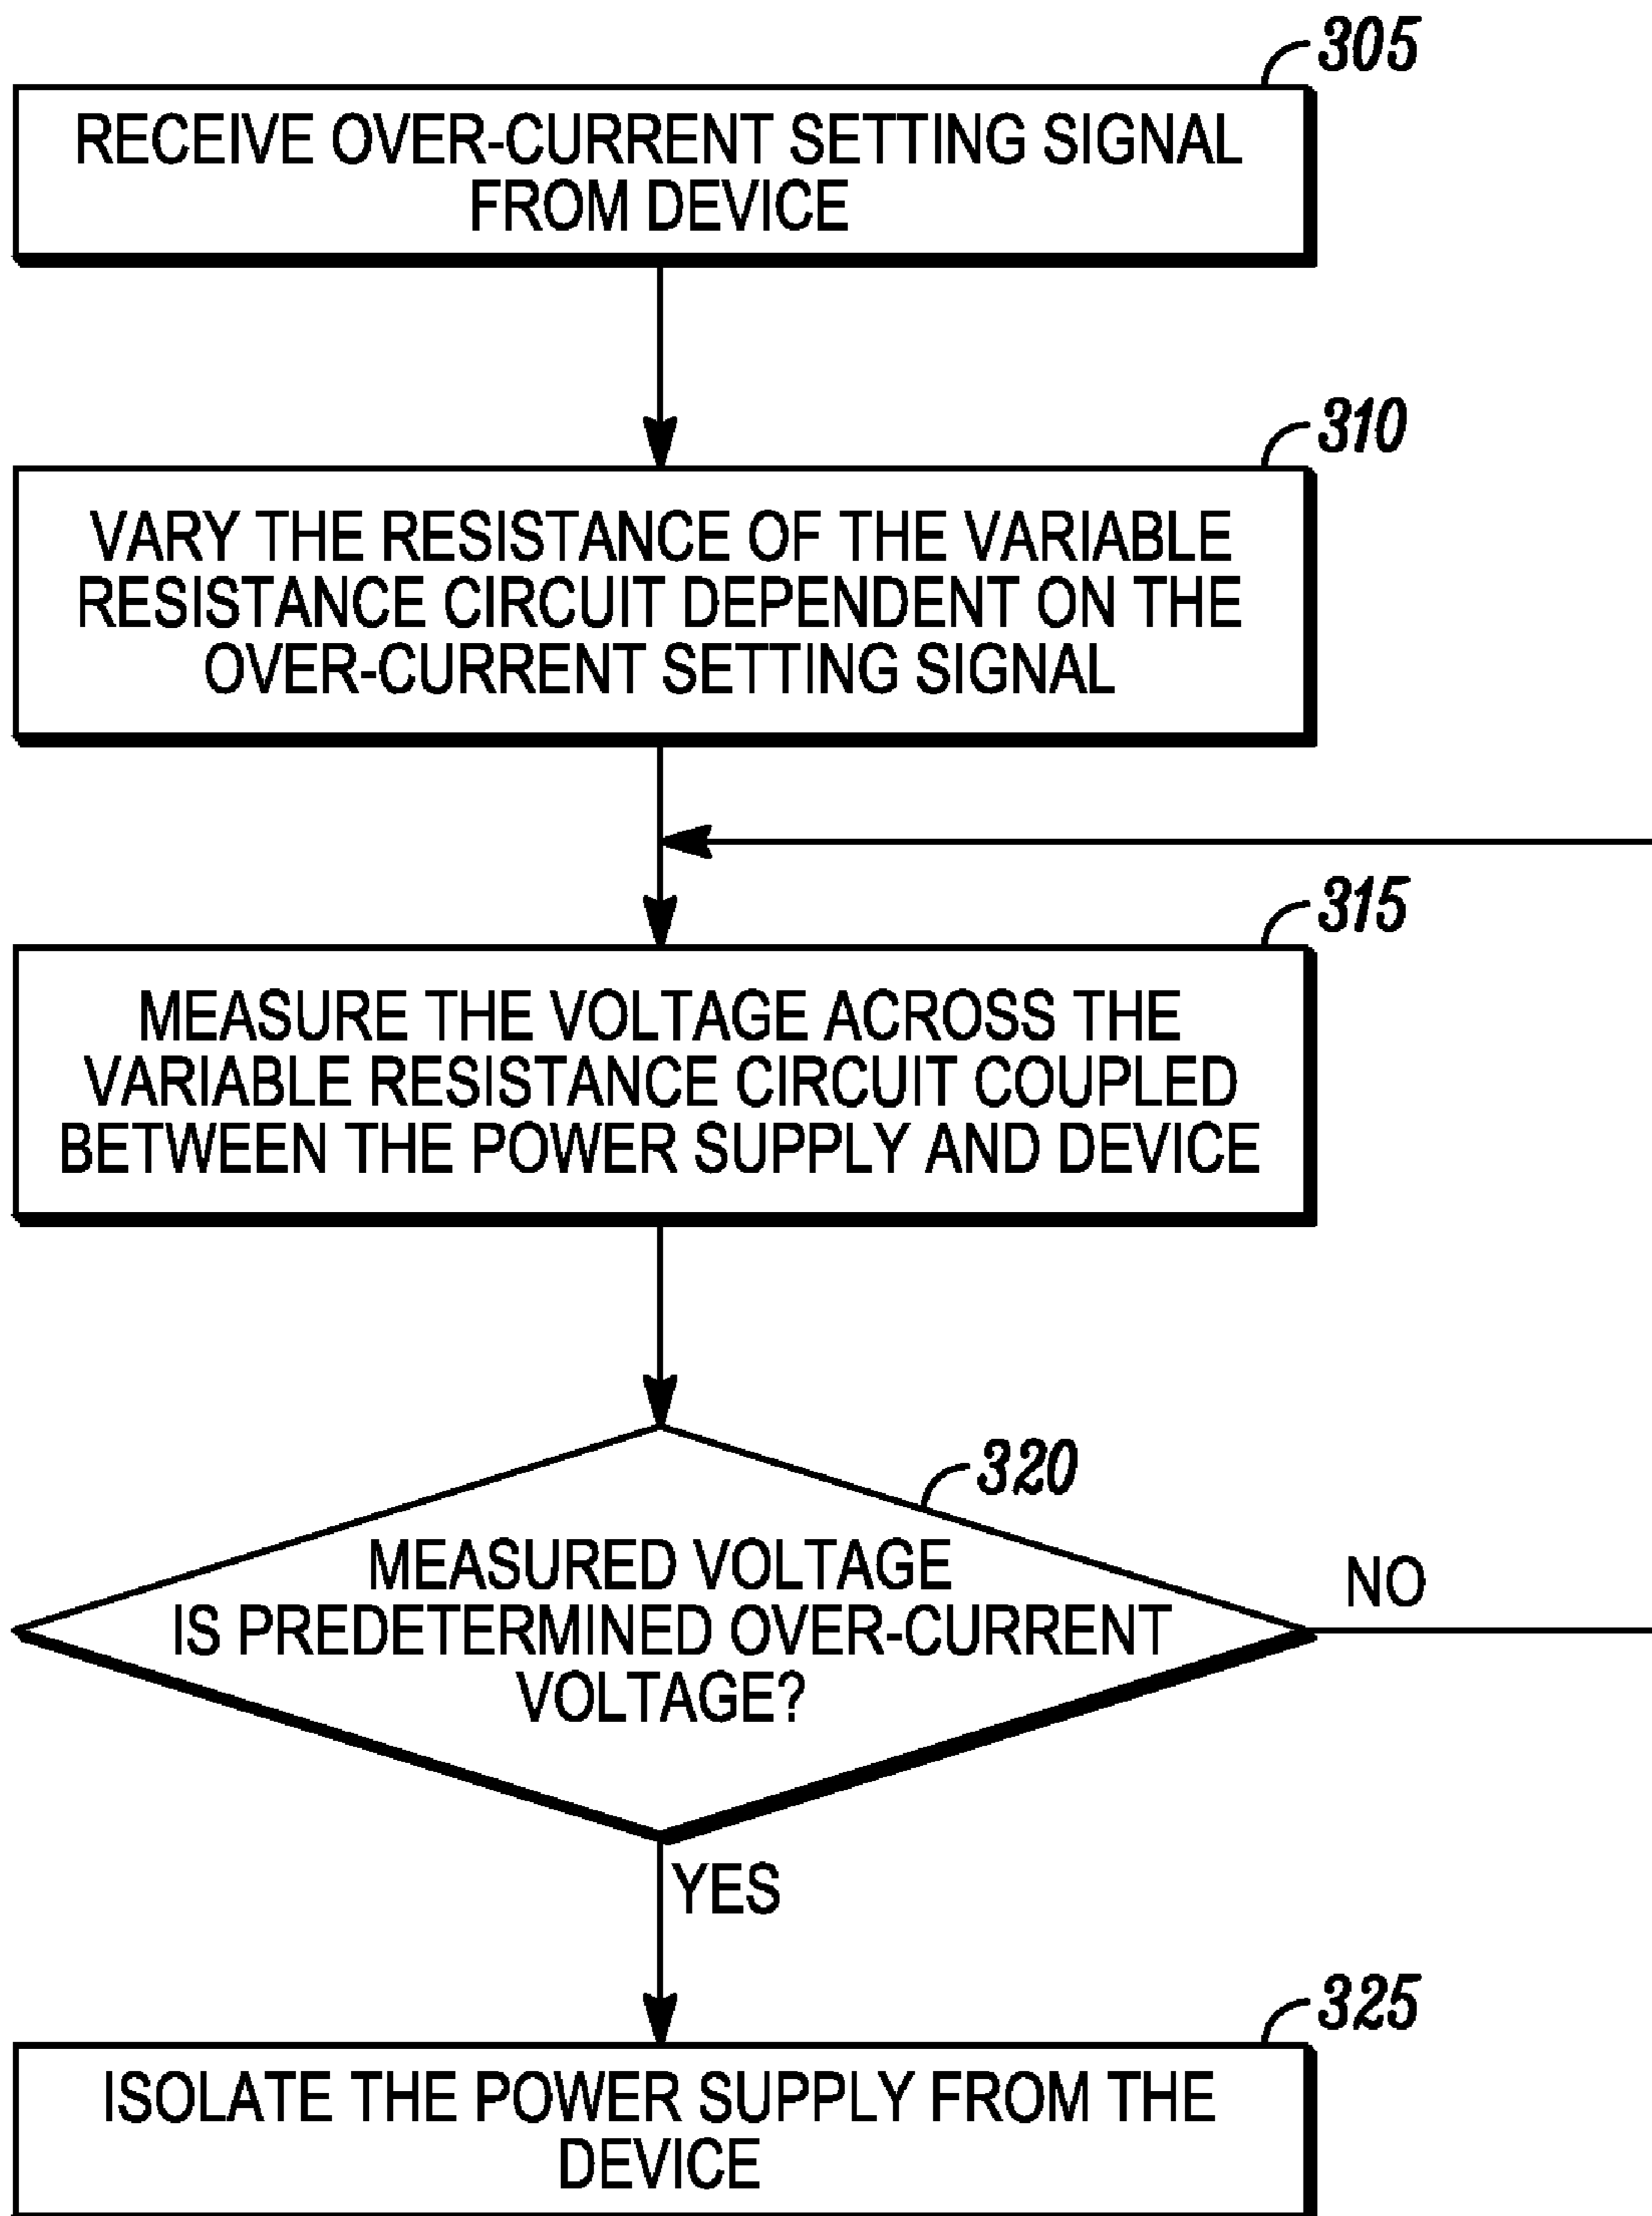 305
RECEIVE OVER-CURRENT SETTING SIGNAL
FROM DEVICE
310
VARY THE RESISTANCE OF THE VARIABLE
RESISTANCE CIRCUIT DEPENDENT ON THE
OVER-CURRENT SETTING SIGNAL
315
MEASURE THE VOLTAGE ACROSS THE
VARIABLE RESISTANCE CIRCUIT COUPLED
BETWEEN THE POWER SUPPLY AND DEVICE
320
MEASURED VOLTAGE
IS PREDETERMINED OVER-CURRENT
VOLTAGE?
NO
YES
325
ISOLATE THE POWER SUPPLY FROM THE
DEVICE